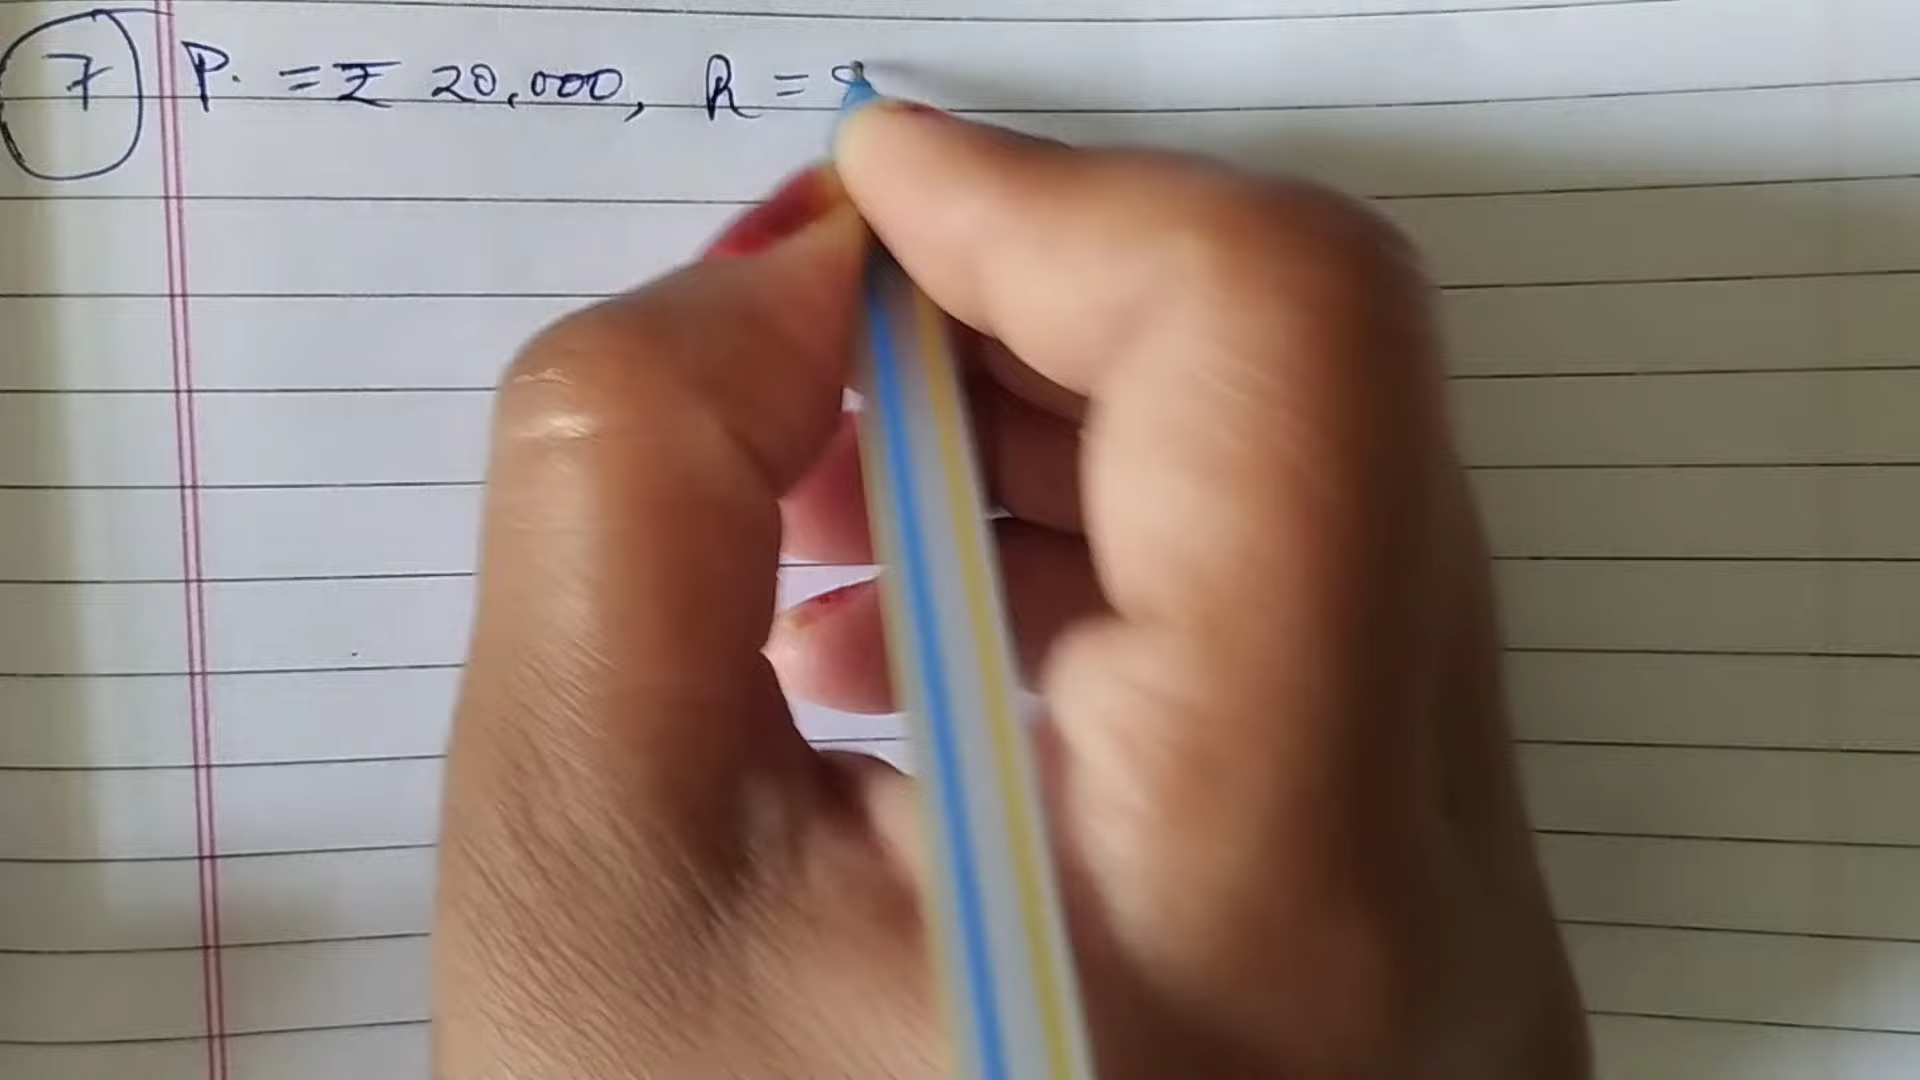 7 P. = ₹ 20,000, R =